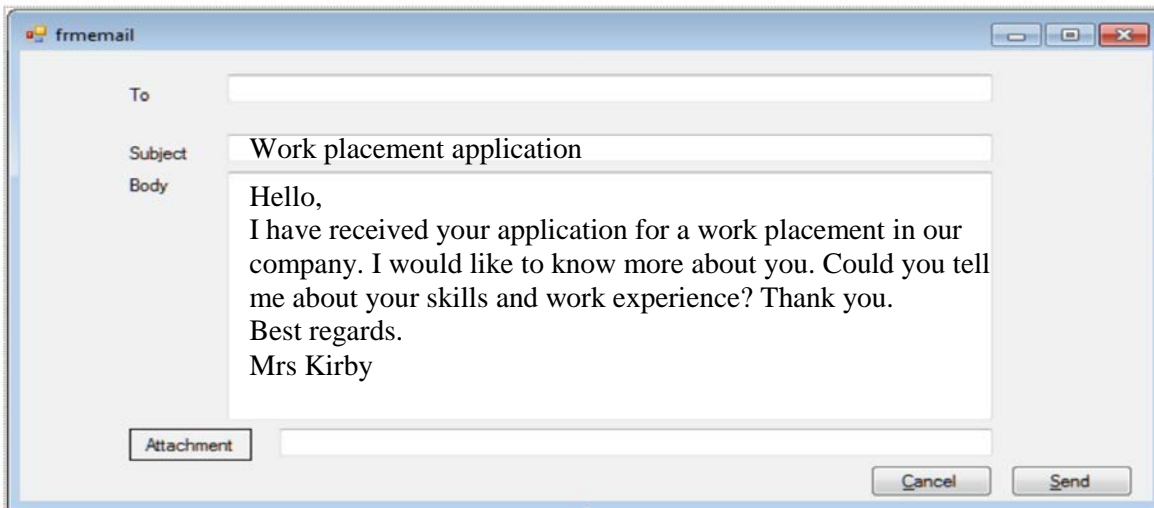 frmemail
To
Subject Work placement application
Body
Hello,
I have received your application for a work placement in our
company. I would like to know more about you. Could you tell
me about your skills and work experience? Thank you.
Best regards.
Mrs Kirby
Attachment
Cancel Send